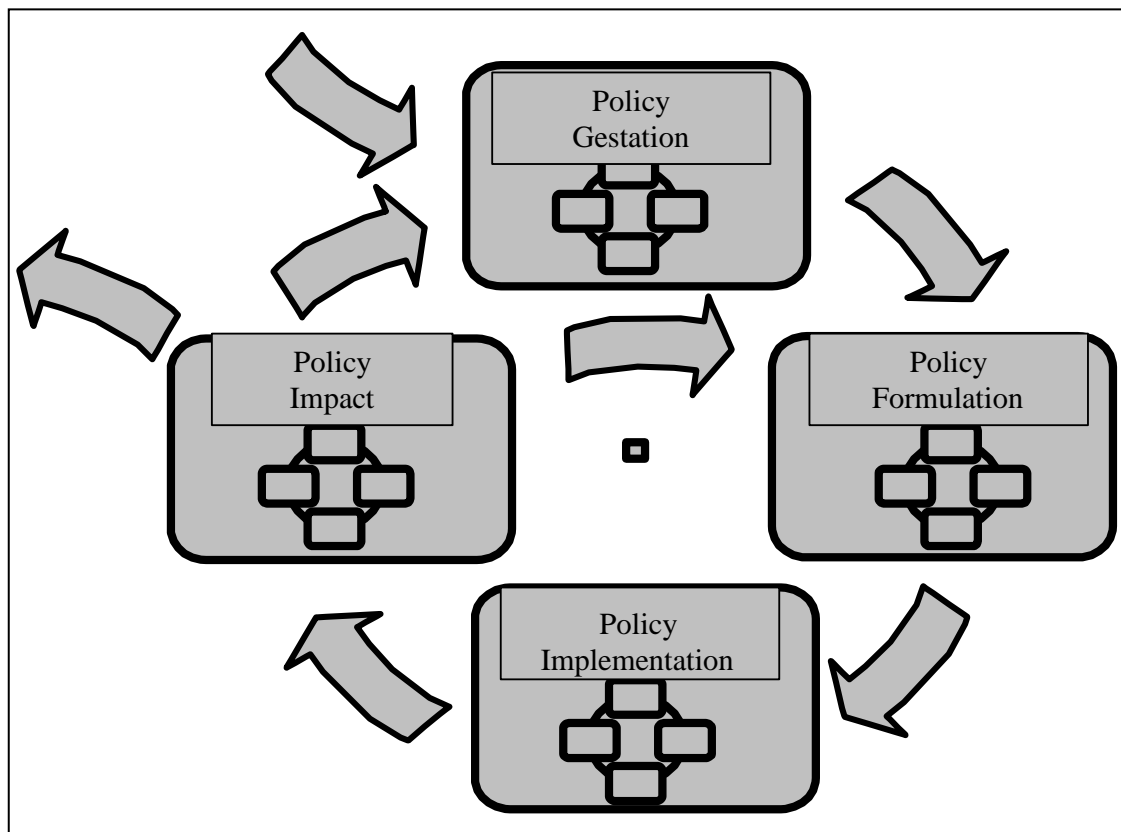 Policy
Gestation
Policy
Impact
Policy
Formulation
Policy
Implementation